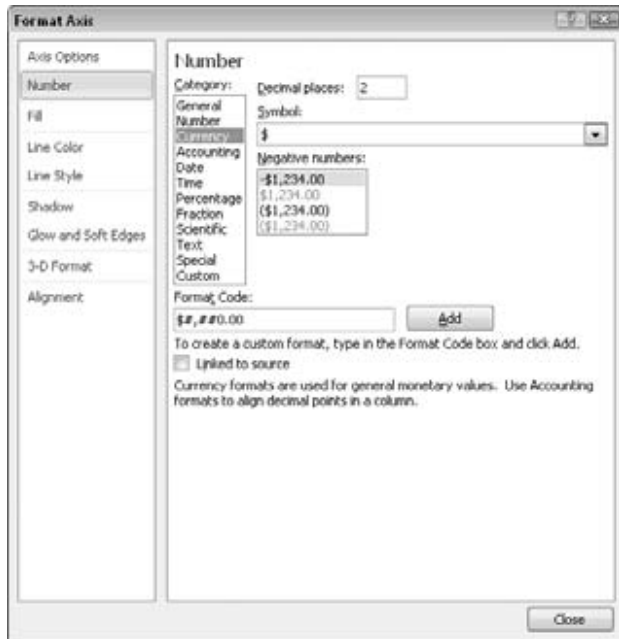 Format Axis
Axis Options
Number
Fill
Line Color
Line Style
Shadow
Glow and Soft Edges
3-D Format
Alignment
Number
Category:
General
Number
Currency
Accounting
Date
Time
Percentage
Fraction
Scientific
Text
Special
Custom
Decimal places: 2
Symbol:
$
Negative numbers:
-$1,234.00
$1,234.00
($1,234.00)
($1,234.00)
Format Code:
$#,##0.00
Add
To create a custom format, type in the Format Code box and click Add.
Linked to source
Currency formats are used for general monetary values. Use Accounting
formats to align decimal points in a column.
Close